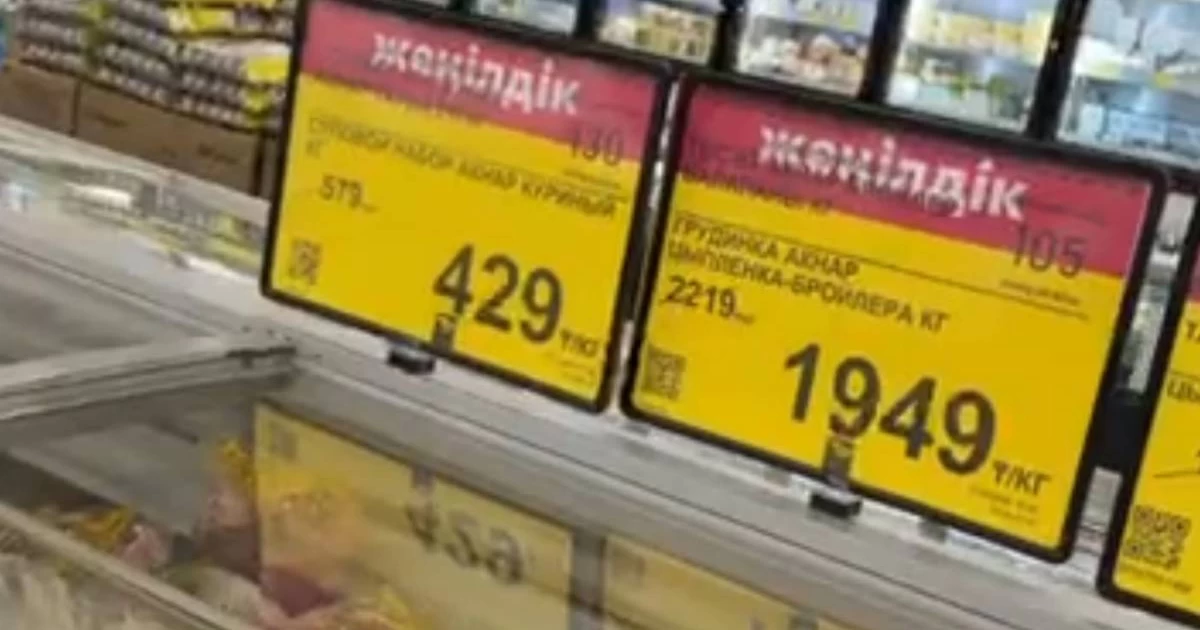 жеңілдік
130
СУПОВОЙ НАБОР АКНАР КУРИНЫЙ
КГ
579
429 ₸/КГ
жеңілдік
105
ГРУДИНКА АКНАР
ЦЫПЛЕНКА-БРОЙЛЕРА КГ
2219
1949 ₸/КГ